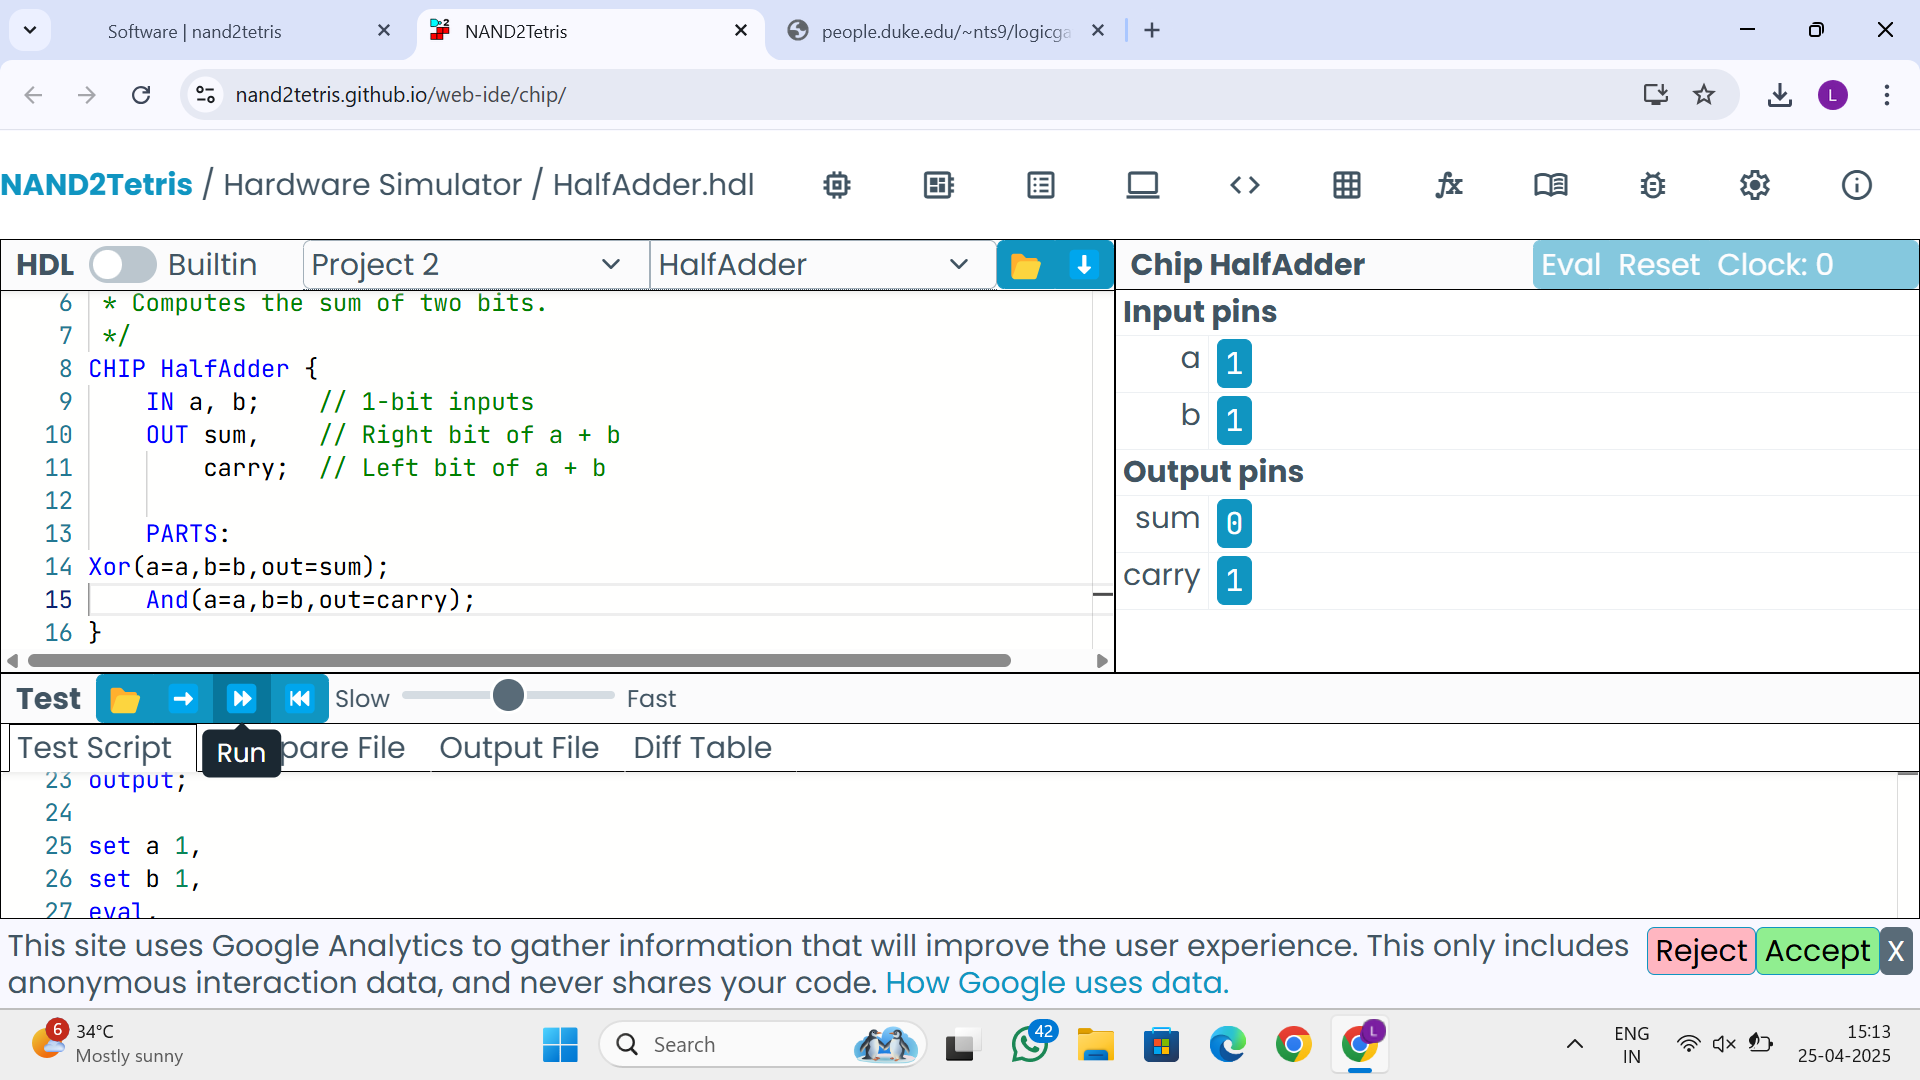 Software | nand2tetris
NAND2Tetris
people.duke.edu/~nts9/logicga
nand2tetris.github.io/web-ide/chip/
L
NAND2Tetris / Hardware Simulator / HalfAdder.hdl
HDL Builtin Project 2 HalfAdder
Chip HalfAdder Eval Reset Clock: 0
6 * Computes the sum of two bits.
7 */
8 CHIP HalfAdder {
9 IN a, b; // 1-bit inputs
10 OUT sum, // Right bit of a + b
11 carry; // Left bit of a + b
12
13 PARTS:
14 Xor(a=a,b=b,out=sum);
15 And(a=a,b=b,out=carry);
16 }
Input pins
a 1
b 1
Output pins
sum 0
carry 1
Test Slow Fast
Test Script pare File Output File Diff Table
Run
23 output;
24
25 set a 1,
26 set b 1,
27 eval,
This site uses Google Analytics to gather information that will improve the user experience. This only includes
anonymous interaction data, and never shares your code. How Google uses data.
Reject Accept X
6
34°C
Mostly sunny
Search
42
L
ENG
IN
15:13
25-04-2025